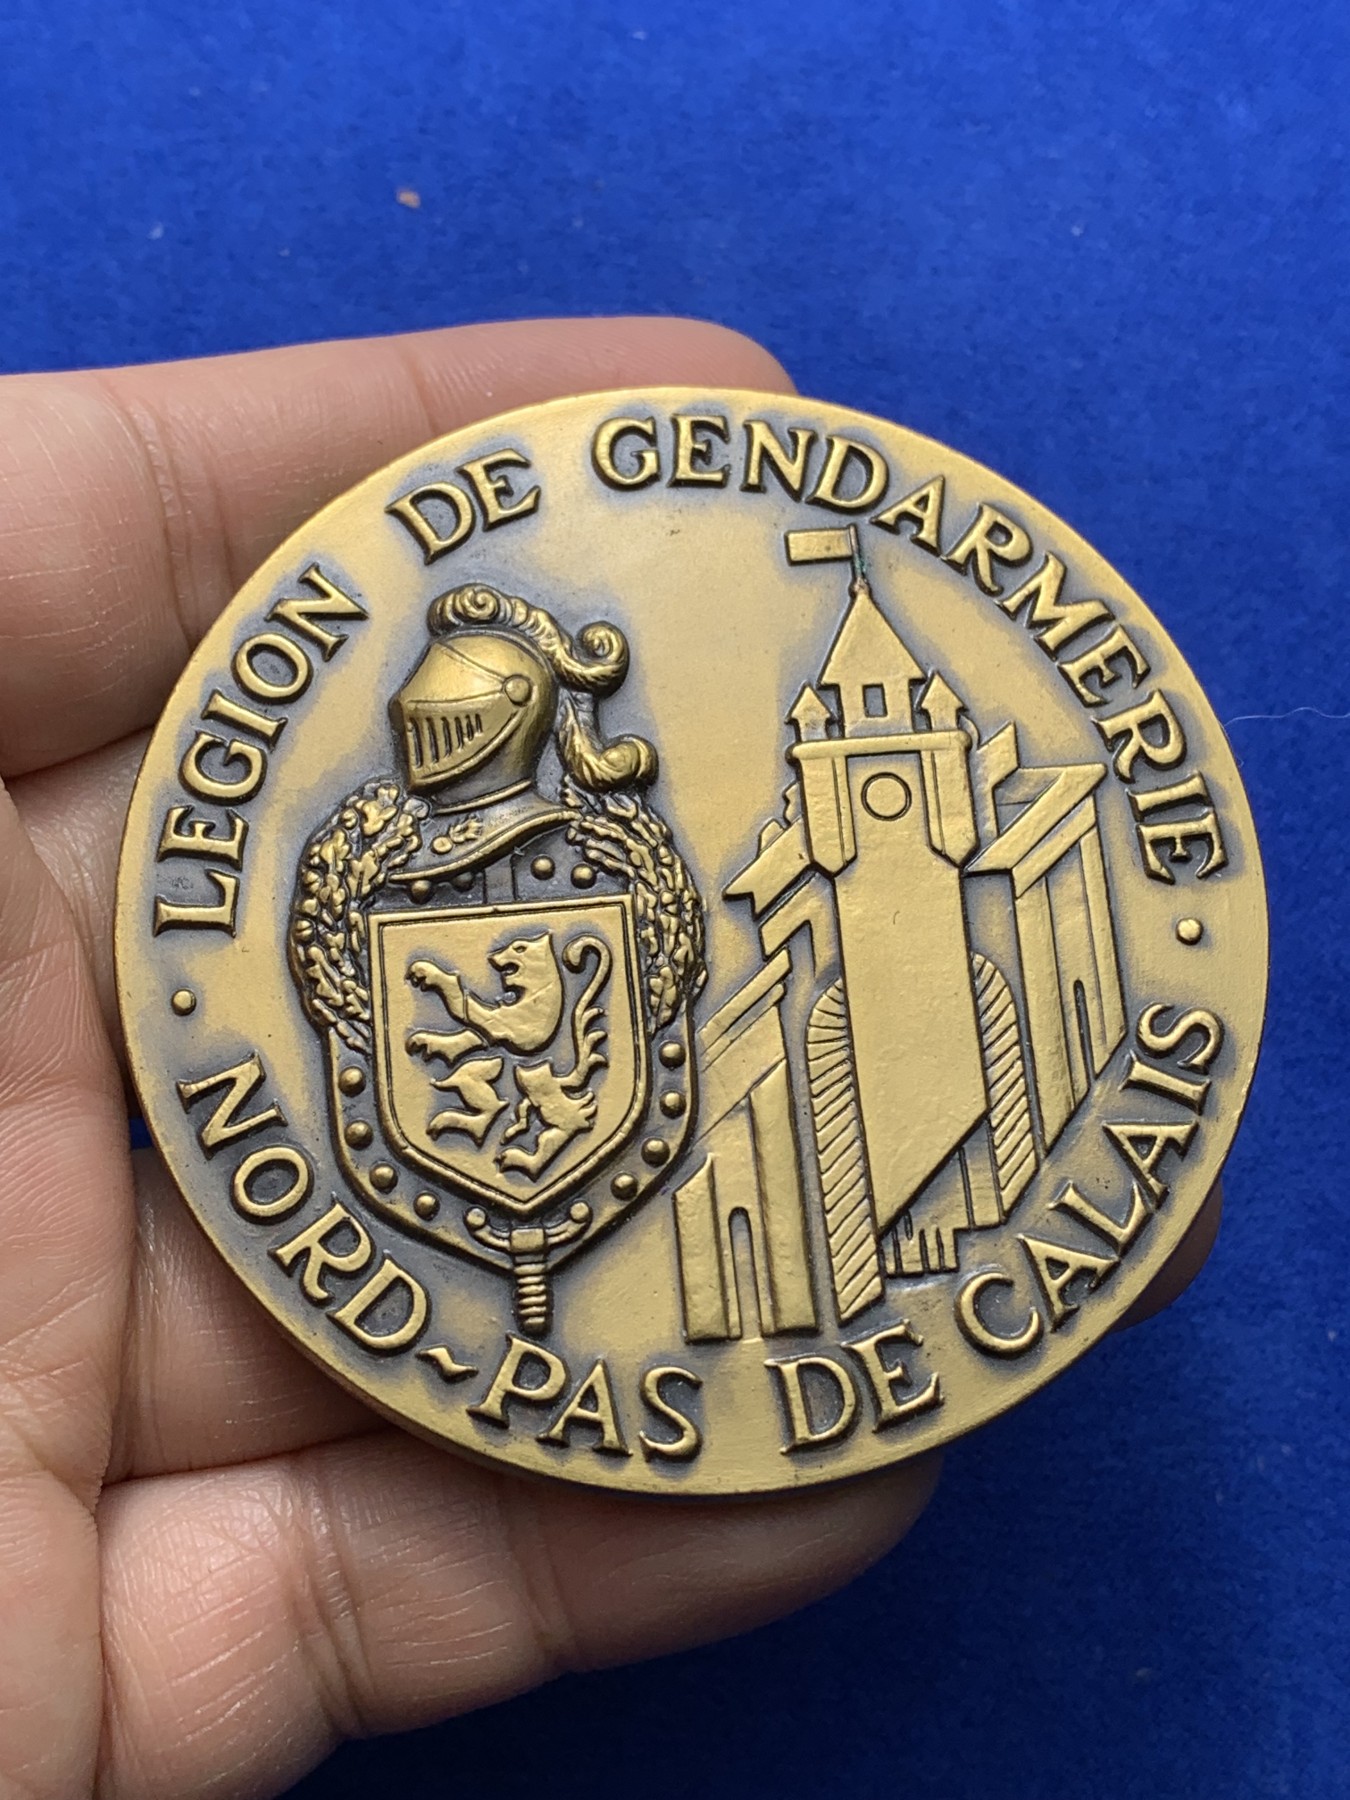 · LEGION DE GENDARMERIE ·
NORD~PAS DE CALAIS